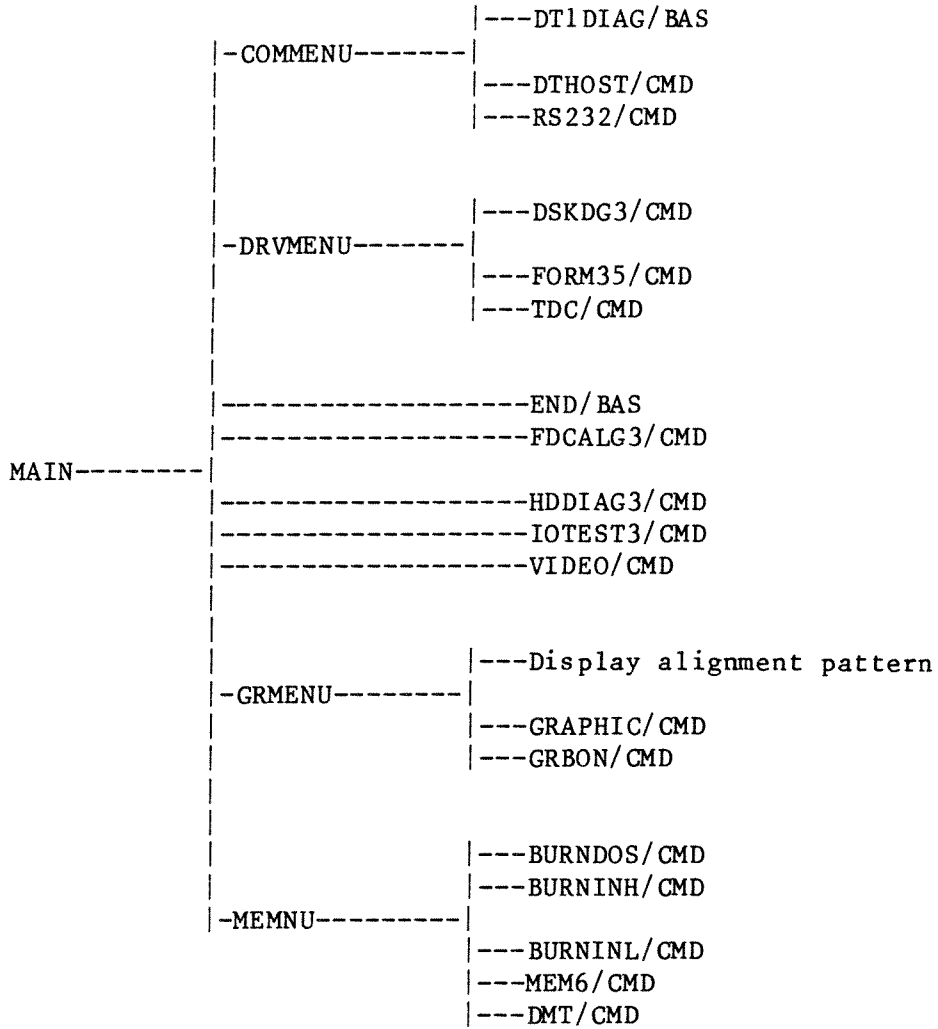 |---DT1DIAG/BAS
|-COMMENU-------|
|---DTHOST/CMD
|---RS232/CMD
|---DSKDG3/CMD
|-DRVMENU-------|
|---FORM35/CMD
|---TDC/CMD
|-------------------END/BAS
|-------------------FDCALG3/CMD
MAIN--------|
|-------------------HDDIAG3/CMD
|-------------------IOTEST3/CMD
|-------------------VIDEO/CMD
|---Display alignment pattern
|-GRMENU--------|
|---GRAPHIC/CMD
|---GRBON/CMD
|---BURNDOS/CMD
|---BURNINH/CMD
|-MEMNU---------|
|---BURNINL/CMD
|---MEM6/CMD
|---DMT/CMD